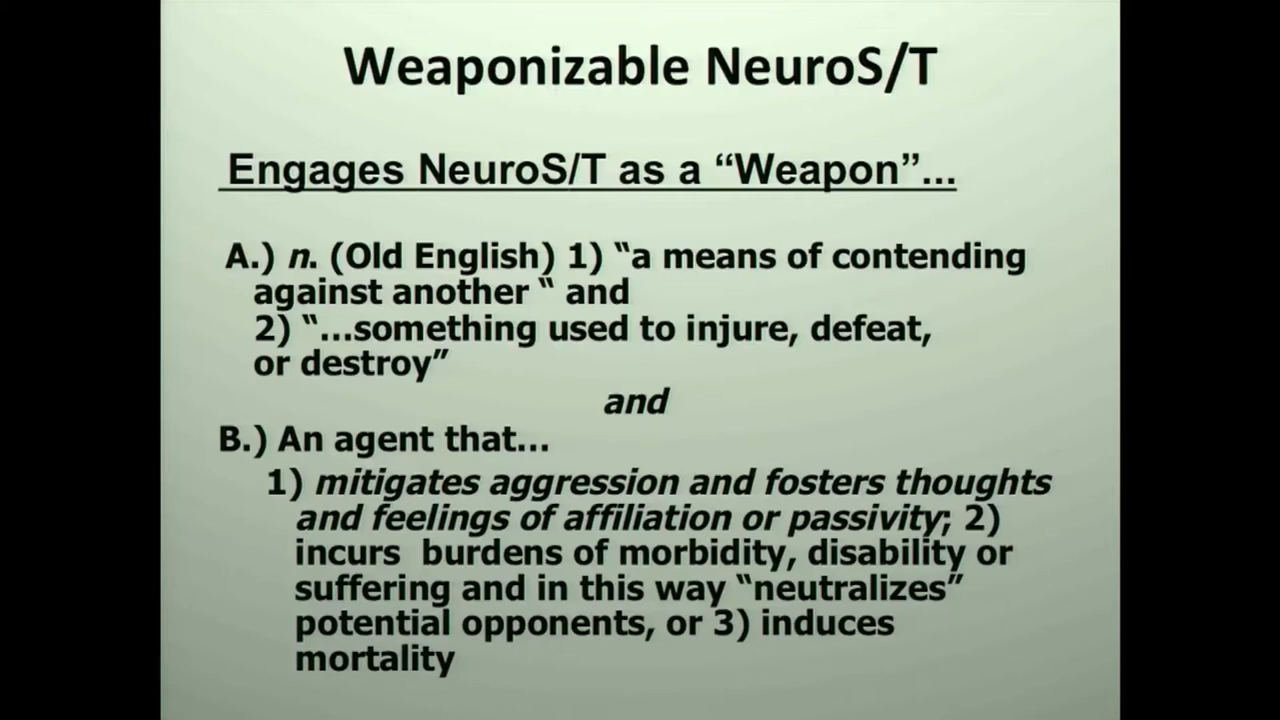 Weaponizable NeuroS/T
Engages NeuroS/T as a “Weapon”...
A.) n. (Old English) 1) “a means of contending
against another “ and
2) “...something used to injure, defeat,
or destroy”
and
B.) An agent that...
1) mitigates aggression and fosters thoughts
and feelings of affiliation or passivity; 2)
incurs burdens of morbidity, disability or
suffering and in this way “neutralizes”
potential opponents, or 3) induces
mortality